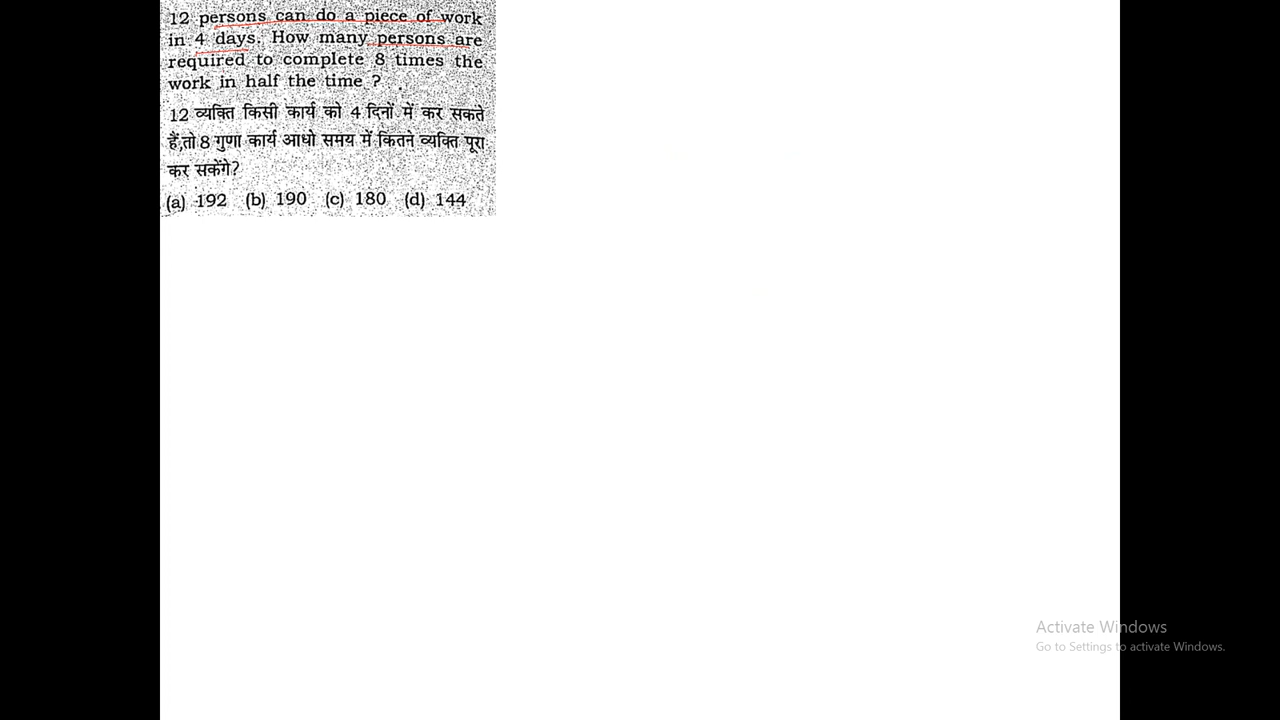 12 persons can do a piece of work
in 4 days. How many persons are
required to complete 8 times the
work in half the time ?
12 व्यक्ति किसी कार्य को 4 दिनों में कर सकते
हैं,तो 8 गुणा कार्य आधो समय में कितने व्यक्ति पूरा
कर सकेंगे?
(a) 192 (b) 190 (c) 180 (d) 144
Activate Windows
Go to Settings to activate Windows.